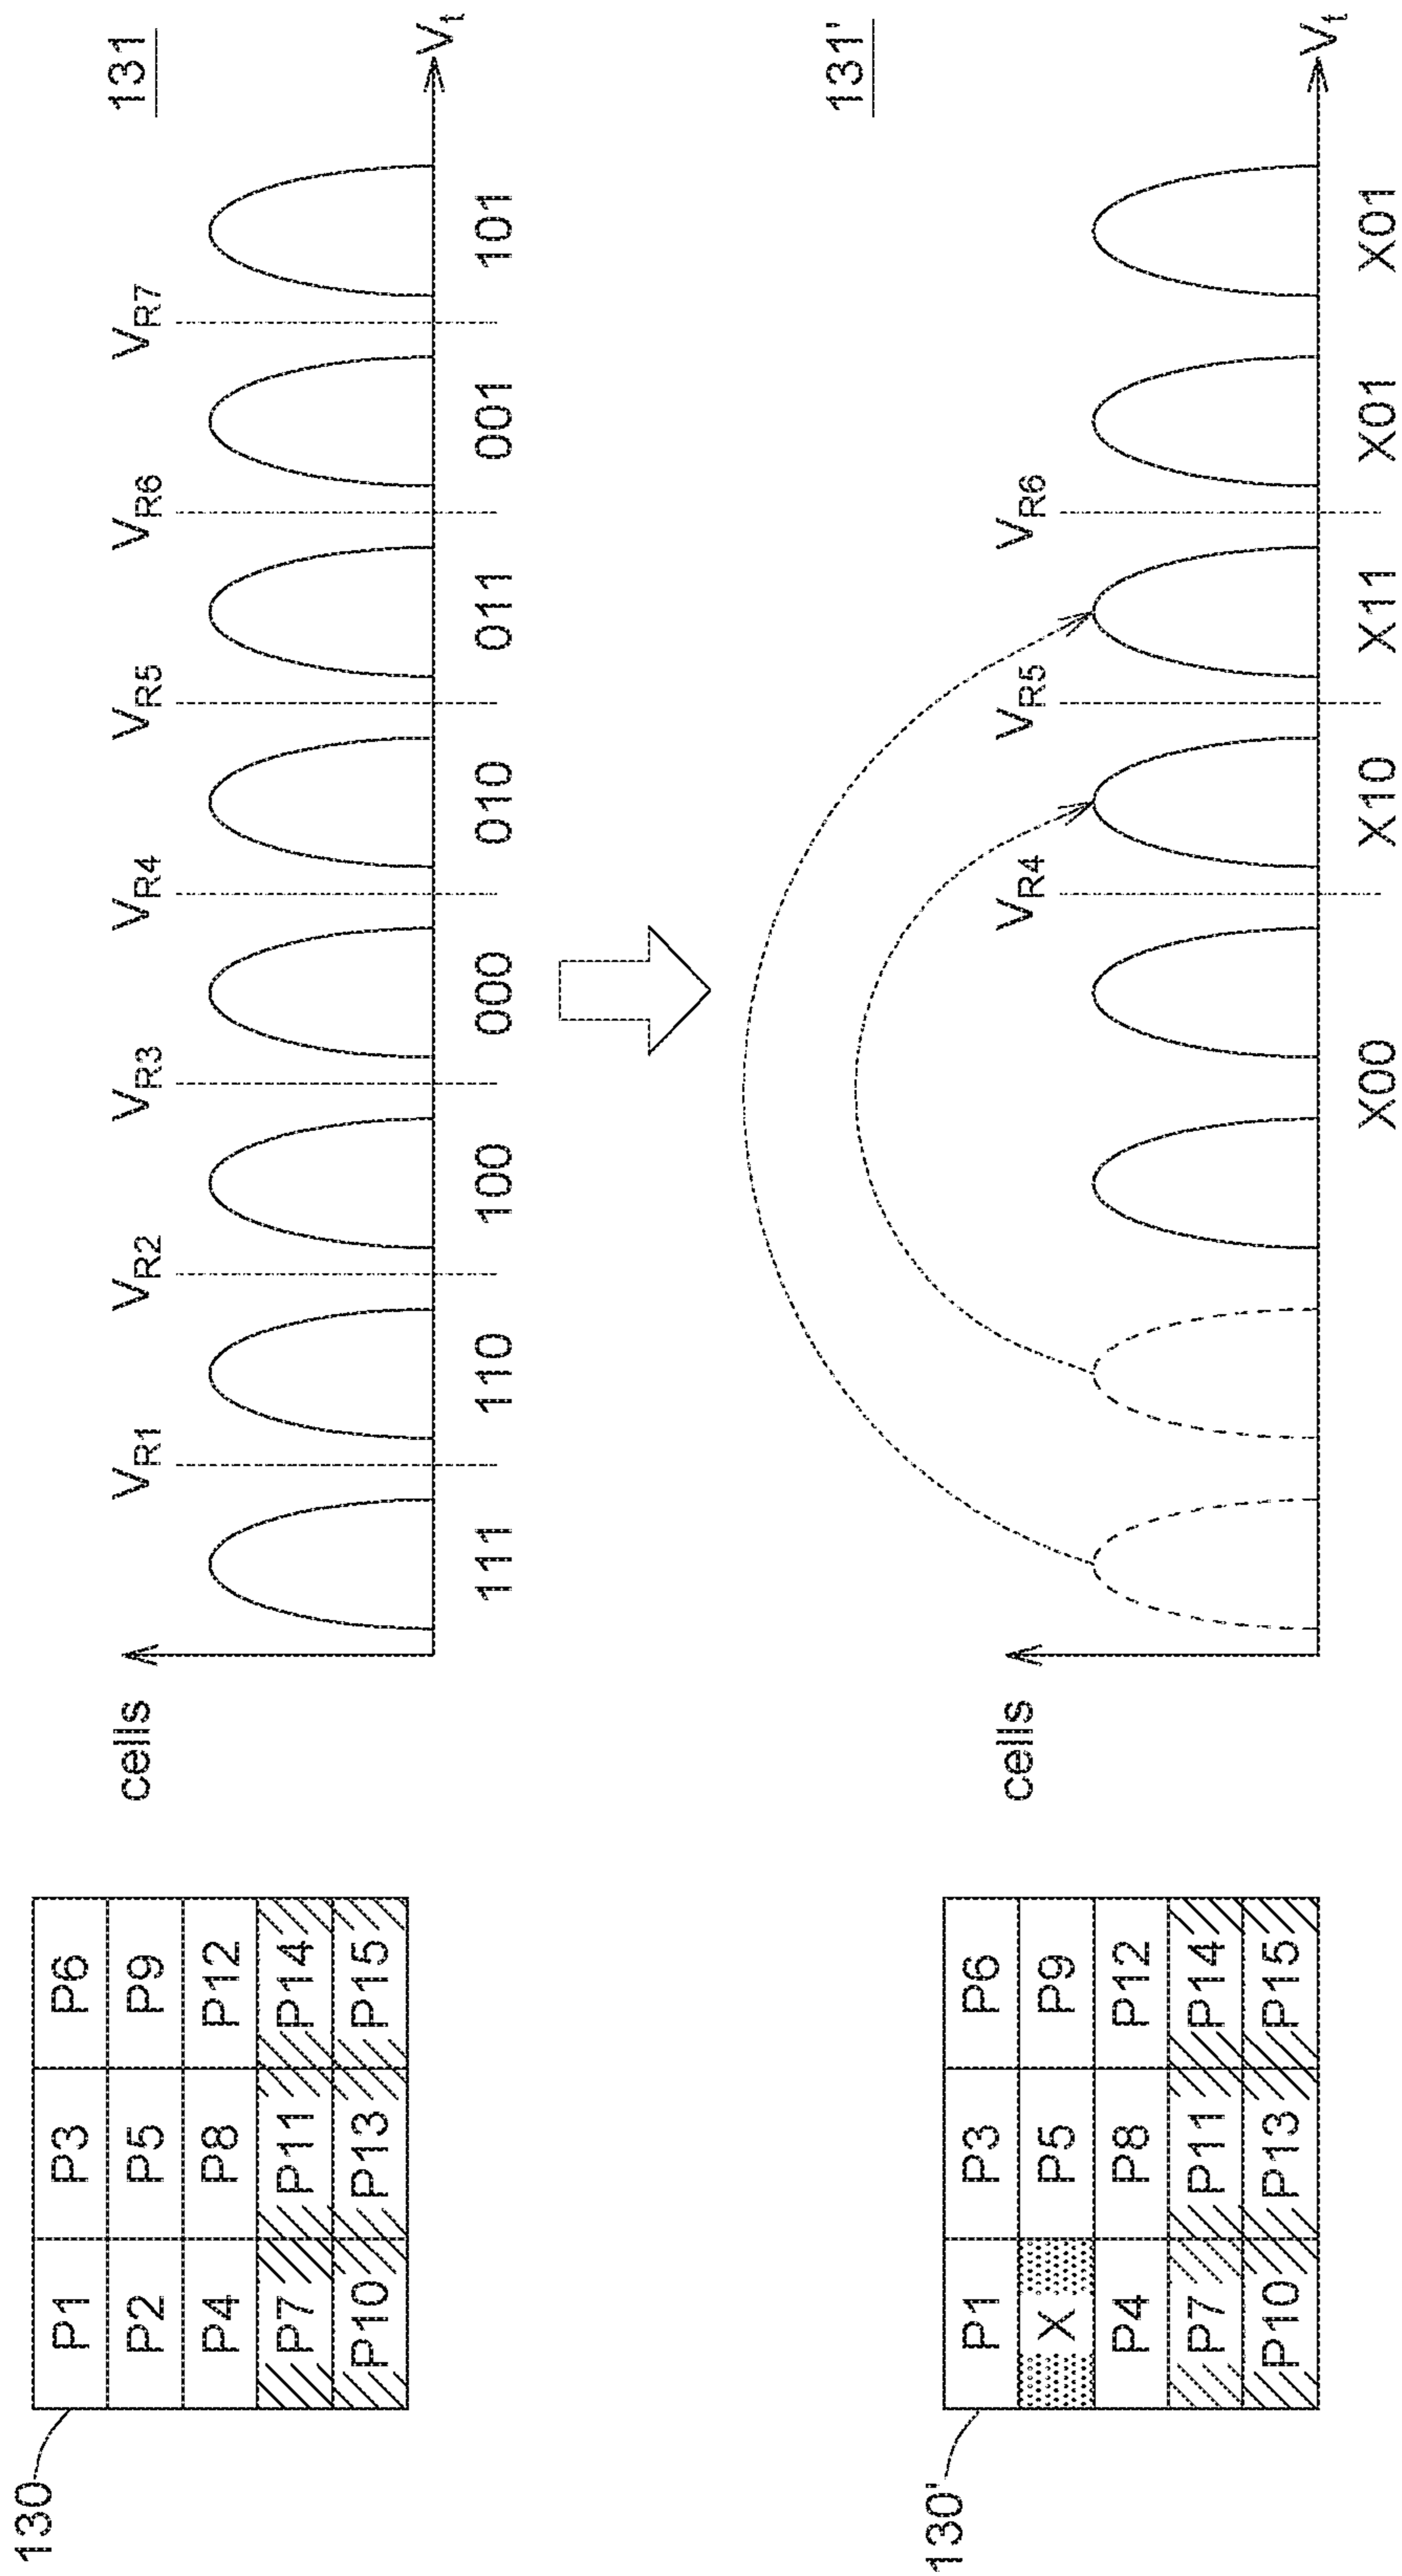 130
P1 P3 P6
P2 P5 P9
P4 P8 P12
P7 P11 P14
P10 P13 P15
131
cells
VR1 VR2 VR3 VR4 VR5 VR6 VR7
Vt
111 110 100 000 010 011 001 101
130'
P1 P3 P6
X P5 P9
P4 P8 P12
P7 P11 P14
P10 P13 P15
131'
cells
VR4 VR5 VR6
Vt
X00 X10 X11 X01 X01